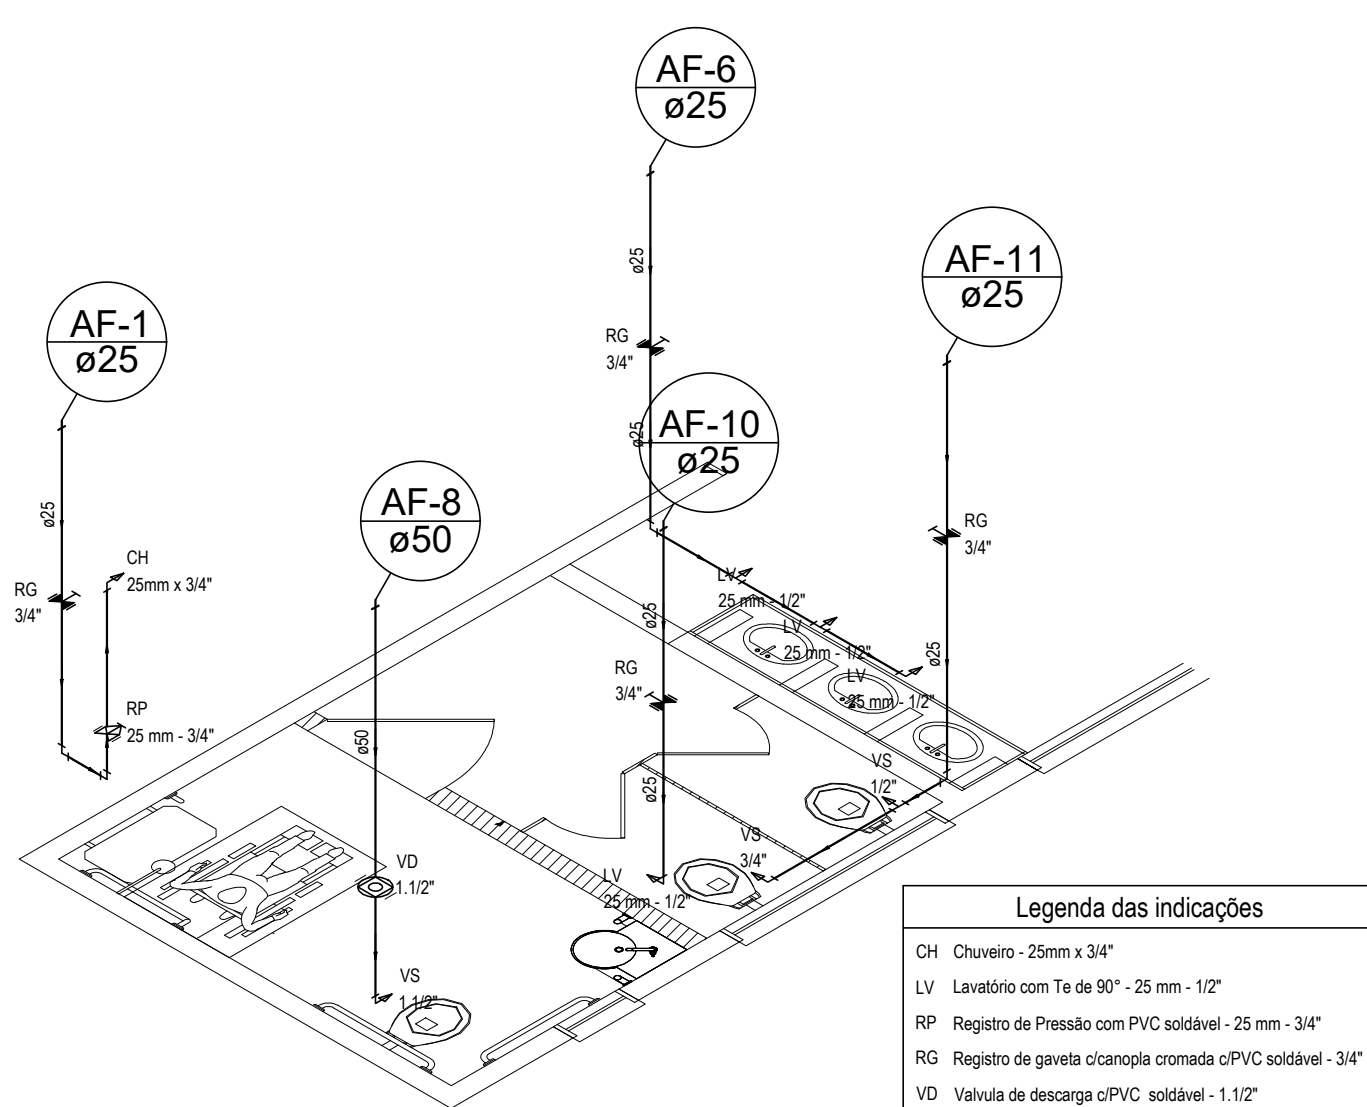 AF-6
ø25
AF-11
ø25
AF-1
ø25
AF-10
ø25
AF-8
ø50
ø25
RG
3/4"
ø25
ø25
RG
3/4"
CH
25mm x 3/4"
RP
25 mm - 3/4"
ø50
VD
1.1/2"
VS
1.1/2"
ø25
RG
3/4"
ø25
LV
25 mm - 1/2"
LV
25 mm - 1/2"
LV
25 mm - 1/2"
LV
25 mm - 1/2"
RG
3/4"
ø25
VS
1/2"
VS
3/4"
Legenda das indicações
CH Chuveiro - 25mm x 3/4"
LV Lavatório com Te de 90° - 25 mm - 1/2"
RP Registro de Pressão com PVC soldável - 25 mm - 3/4"
RG Registro de gaveta c/canopla cromada c/PVC soldável - 3/4"
VD Valvula de descarga c/PVC soldável - 1.1/2"